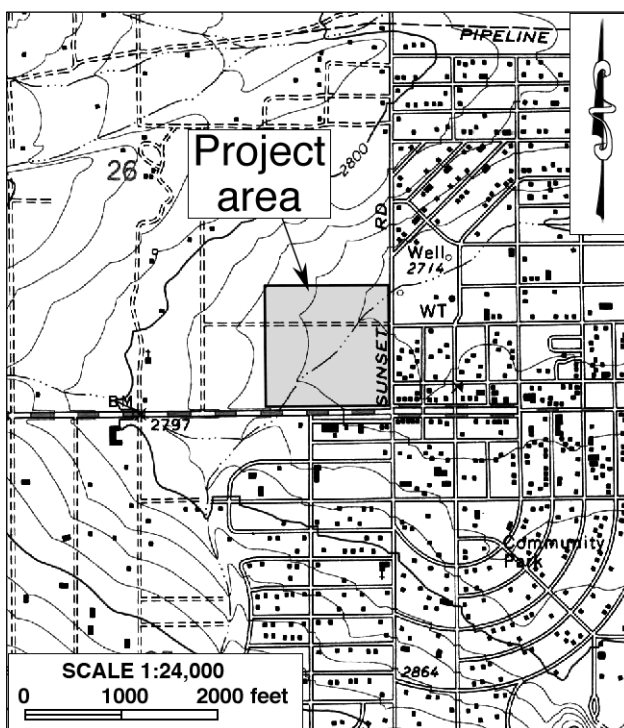 PIPELINE
26
Project
area
2800
SUNSET RD
Well
2714
WT
BM
2797
Community
Park
2864
SCALE 1:24,000
0 1000 2000 feet